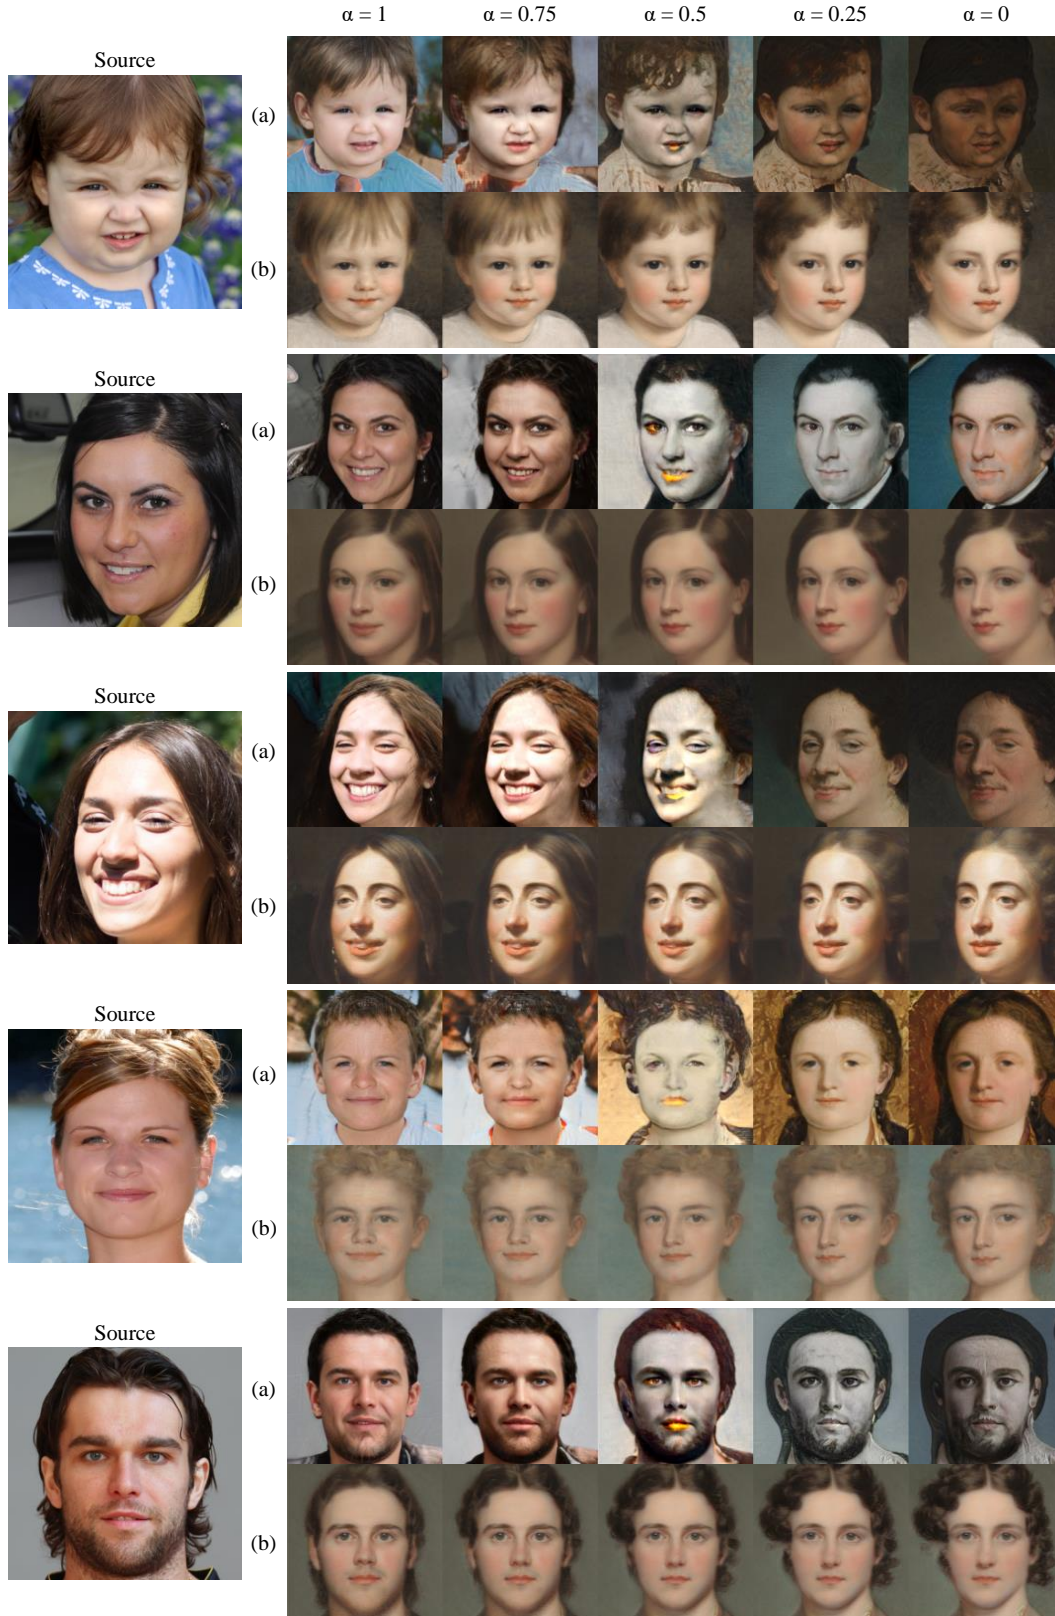 α = 1 α = 0.75 α = 0.5 α = 0.25 α = 0
Source
(a)
(b)
Source
(a)
(b)
Source
(a)
(b)
Source
(a)
(b)
Source
(a)
(b)